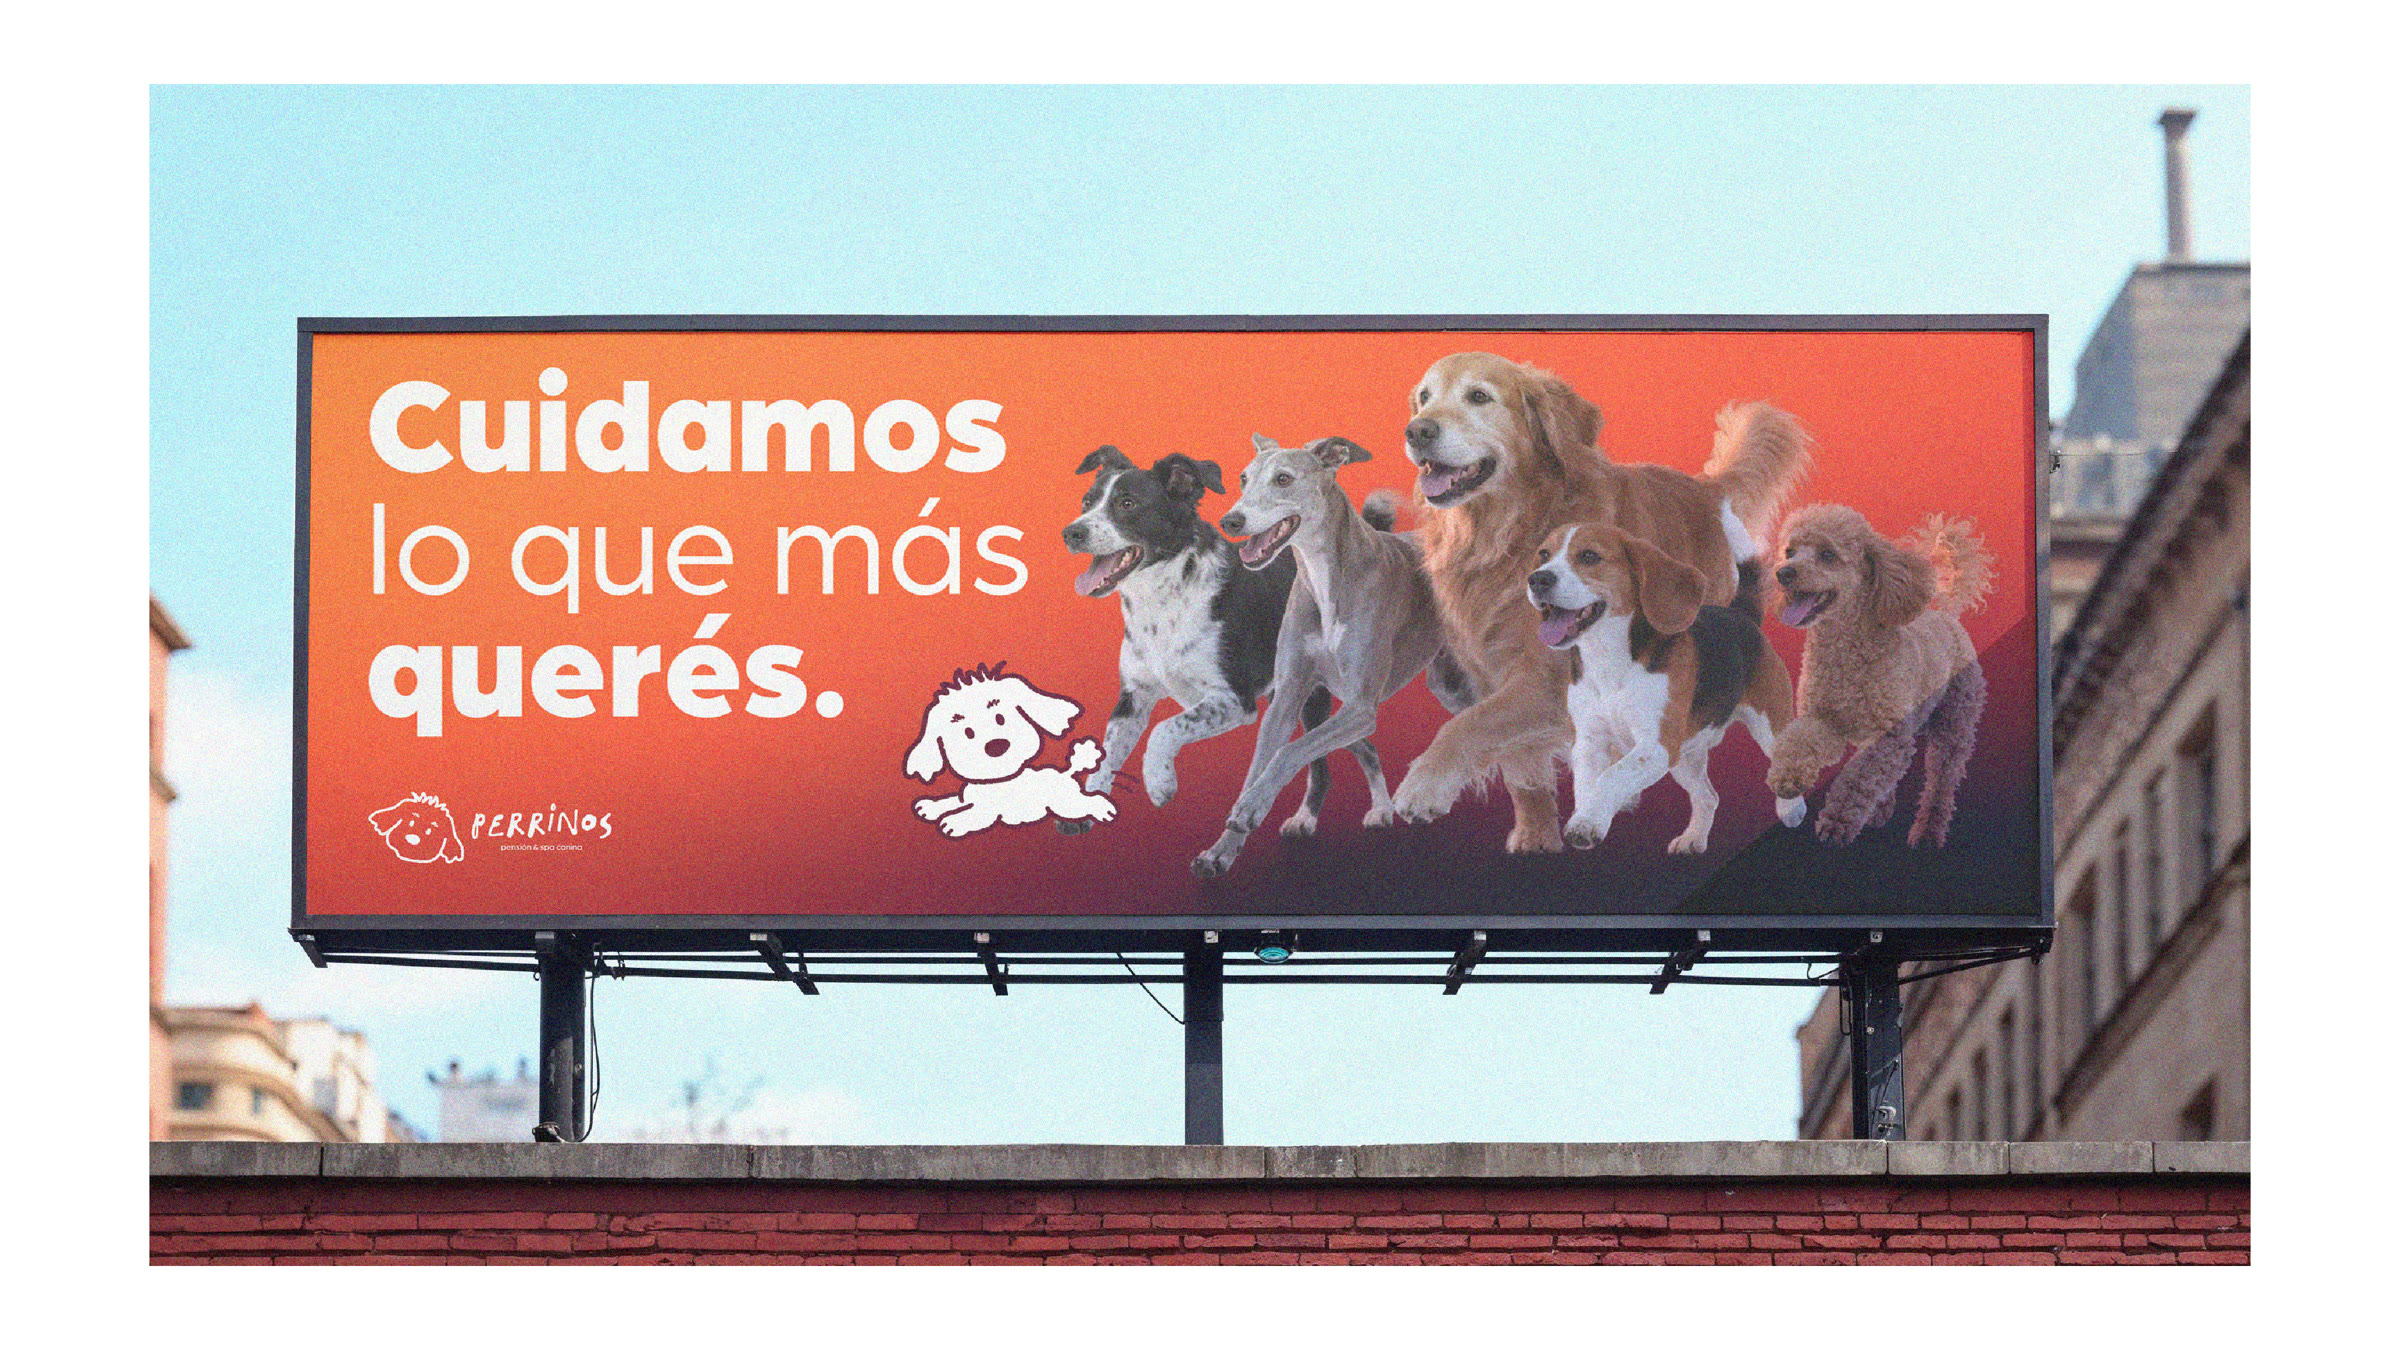 Cuidamos
lo que más
querés.
PERRINOS
pensión & spa canina